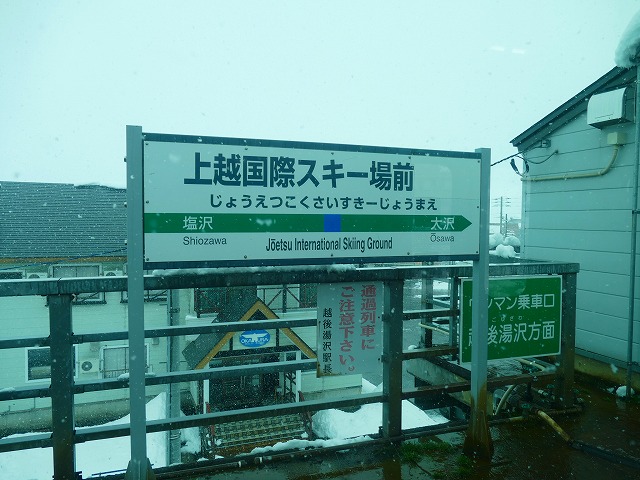 上越国際スキー場前
じょうえつこくさいすきーじょうまえ
塩沢
Shiozawa
Jōetsu International Skiing Ground
大沢
Ōsawa
通過列車に
ご注意下さい。
越後湯沢駅長
ワンマン乗車口
越後湯沢方面